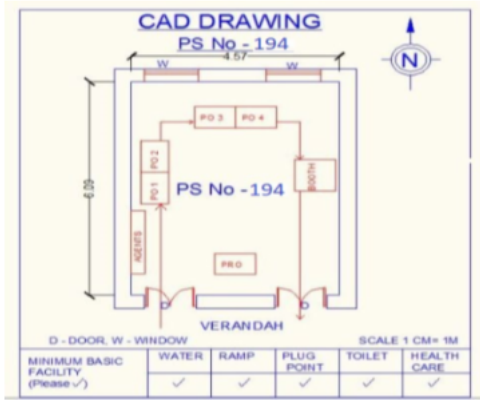 CAD DRAWING
PS No - 194
4.57
W
W
N
PO 3
PO 4
PO 2
PO 1
BOOTH
6.09
PS No -194
AGENTS
PRO
D
D
VERANDAH
D - DOOR, W - WINDOW
SCALE 1 CM= 1M
MINIMUM BASIC FACILITY (Please ✓)
WATER
RAMP
PLUG POINT
TOILET
HEALTH CARE
✓ ✓ ✓ ✓ ✓